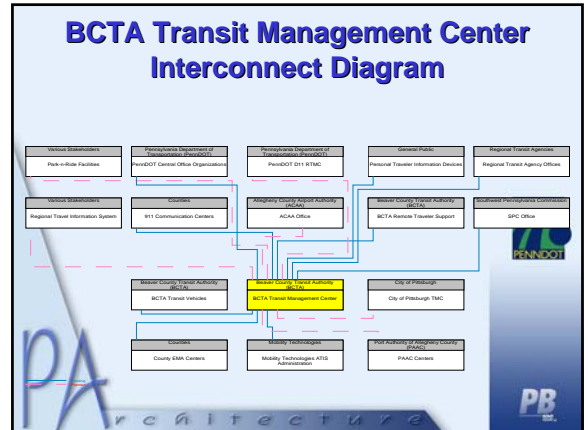 BCTA Transit Management Center
Interconnect Diagram
Various Stakeholders
Park-n-Ride Facilities
Pennsylvania Department of
Transportation (PennDOT)
PennDOT Central Office Organizations
Pennsylvania Department of
Transportation (PennDOT)
PennDOT D11 RTMC
General Public
Personal Traveler Information Devices
Regional Transit Agencies
Regional Transit Agency Offices
Various Stakeholders
Regional Travel Information System
Counties
911 Communication Centers
Allegheny County Airport Authority
(ACAA)
ACAA Office
Beaver County Transit Authority
(BCTA)
BCTA Remote Traveler Support
Southwest Pennsylvania Commission
SPC Office
PENNDOT
Beaver County Transit Authority
(BCTA)
BCTA Transit Vehicles
Beaver County Transit Authority
(BCTA)
BCTA Transit Management Center
City of Pittsburgh
City of Pittsburgh TMC
Counties
County EMA Centers
Mobility Technologies
Mobility Technologies ATIS
Administration
Port Authority of Allegheny County
(PAAC)
PAAC Centers
PA
Architecture
PB